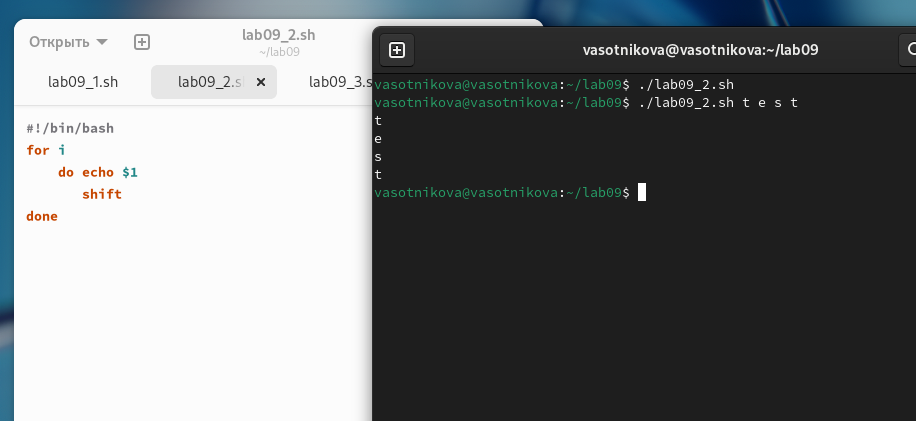 Открыть
lab09_2.sh
~/lab09
lab09_1.sh
lab09_2.s
lab09_3.s
#!/bin/bash
for i
do echo $1
shift
done
vasotnikova@vasotnikova:~/lab09
vasotnikova@vasotnikova:~/lab09$ ./lab09_2.sh
vasotnikova@vasotnikova:~/lab09$ ./lab09_2.sh t e s t
t
e
s
t
vasotnikova@vasotnikova:~/lab09$